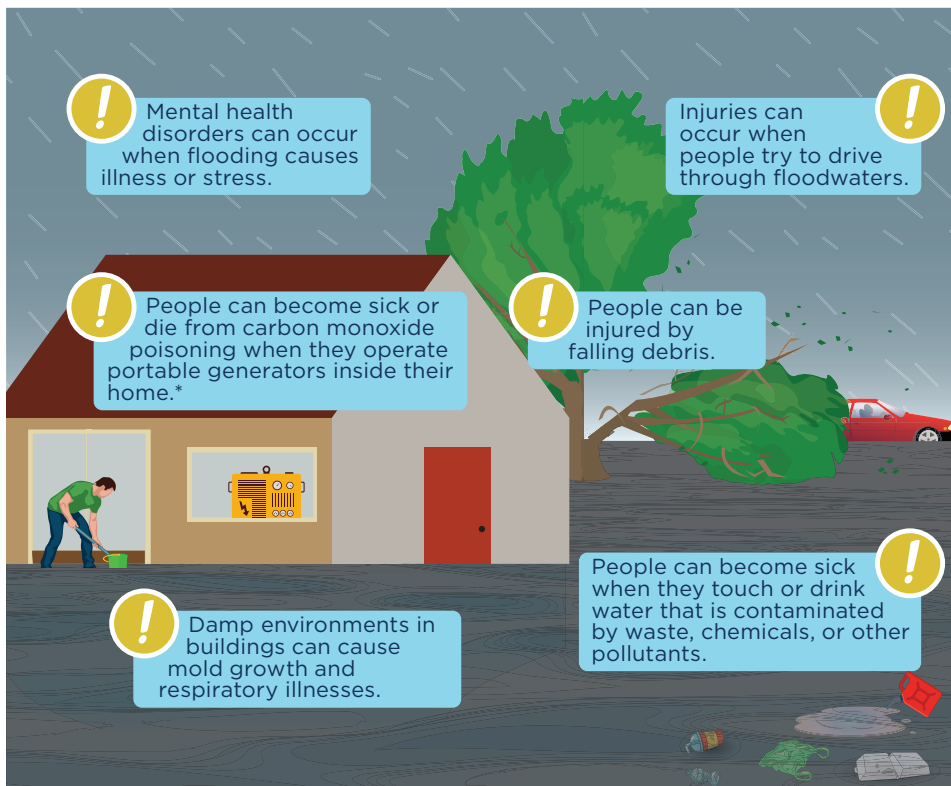 Mental health
disorders can occur
when flooding causes
illness or stress.
Injuries can
occur when
people try to drive
through floodwaters.
People can become sick or
die from carbon monoxide
poisoning when they operate
portable generators inside their
home.*
People can be
injured by
falling debris.
Damp environments in
buildings can cause
mold growth and
respiratory illnesses.
People can become sick
when they touch or drink
water that is contaminated
by waste, chemicals, or other
pollutants.